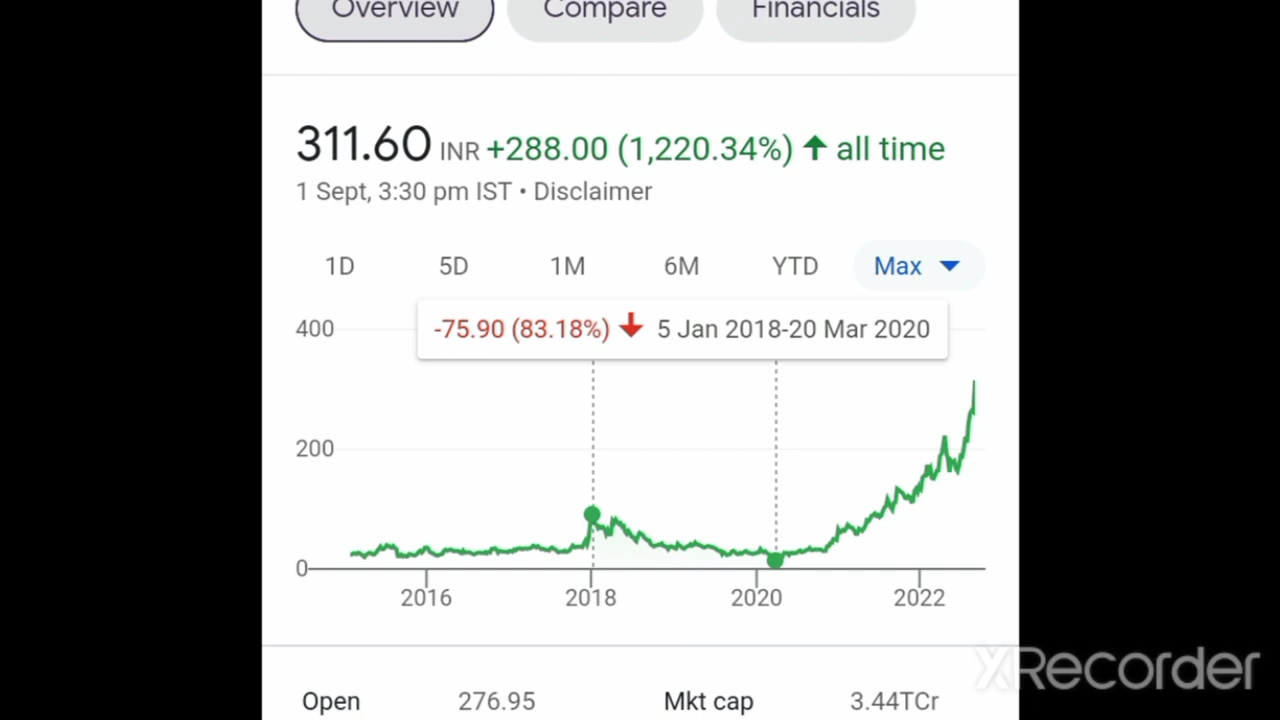 Overview Compare Financials
311.60 INR +288.00 (1,220.34%) ↑ all time
1 Sept, 3:30 pm IST • Disclaimer
1D 5D 1M 6M YTD Max
-75.90 (83.18%) ↓ 5 Jan 2018-20 Mar 2020
400
200
0
2016 2018 2020 2022
Open 276.95 Mkt cap 3.44TCr
XRecorder